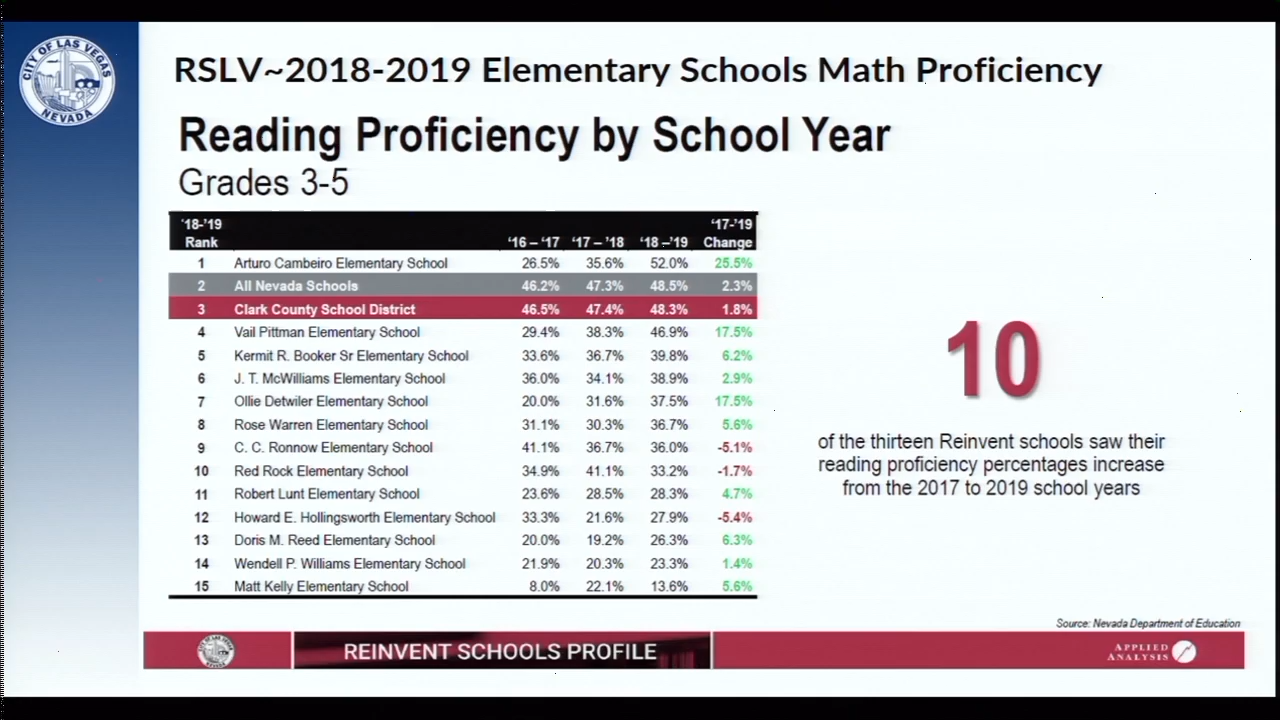 CITY OF LAS VEGAS
NEVADA
RSLV~2018-2019 Elementary Schools Math Proficiency
Reading Proficiency by School Year
Grades 3-5
'18-'19 Rank '16 – '17 '17 – '18 '18 –'19 '17-'19 Change
1 Arturo Cambeiro Elementary School 26.5% 35.6% 52.0% 25.5%
2 All Nevada Schools 46.2% 47.3% 48.5% 2.3%
3 Clark County School District 46.5% 47.4% 48.3% 1.8%
4 Vail Pittman Elementary School 29.4% 38.3% 46.9% 17.5%
5 Kermit R. Booker Sr Elementary School 33.6% 36.7% 39.8% 6.2%
6 J. T. McWilliams Elementary School 36.0% 34.1% 38.9% 2.9%
7 Ollie Detwiler Elementary School 20.0% 31.6% 37.5% 17.5%
8 Rose Warren Elementary School 31.1% 30.3% 36.7% 5.6%
9 C. C. Ronnow Elementary School 41.1% 36.7% 36.0% -5.1%
10 Red Rock Elementary School 34.9% 41.1% 33.2% -1.7%
11 Robert Lunt Elementary School 23.6% 28.5% 28.3% 4.7%
12 Howard E. Hollingsworth Elementary School 33.3% 21.6% 27.9% -5.4%
13 Doris M. Reed Elementary School 20.0% 19.2% 26.3% 6.3%
14 Wendell P. Williams Elementary School 21.9% 20.3% 23.3% 1.4%
15 Matt Kelly Elementary School 8.0% 22.1% 13.6% 5.6%
10
of the thirteen Reinvent schools saw their
reading proficiency percentages increase
from the 2017 to 2019 school years
Source: Nevada Department of Education
REINVENT SCHOOLS PROFILE
APPLIED
ANALYSIS